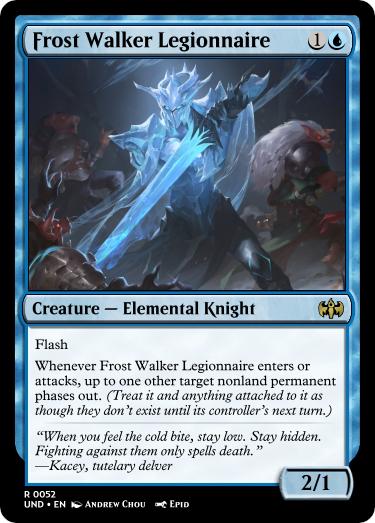 Frost Walker Legionnaire 1
Creature — Elemental Knight
Flash
Whenever Frost Walker Legionnaire enters or
attacks, up to one other target nonland permanent
phases out. (Treat it and anything attached to it as
though they don't exist until its controller's next turn.)
"When you feel the cold bite, stay low. Stay hidden.
Fighting against them only spells death."
—Kacey, tutelary delver
2/1
R 0052
UND • EN Andrew Chou Epid